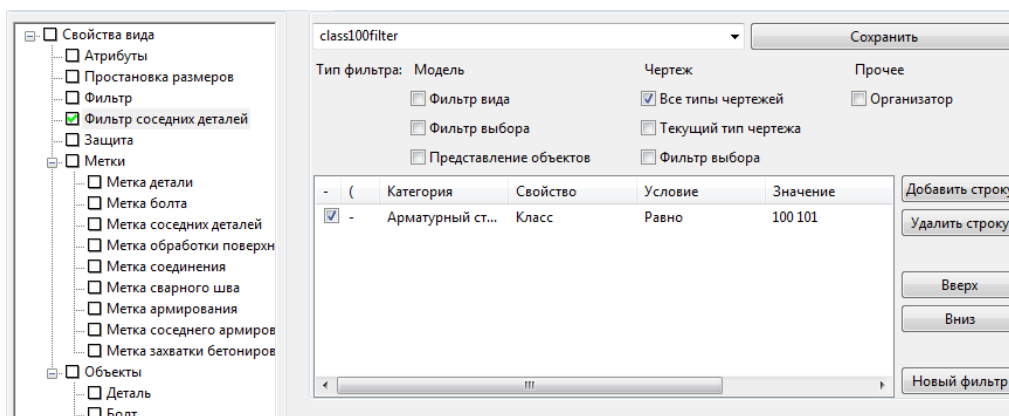 Свойства вида
Атрибуты
Простановка размеров
Фильтр
Фильтр соседних деталей
Защита
Метки
Метка детали
Метка болта
Метка соседних деталей
Метка обработки поверхн
Метка соединения
Метка сварного шва
Метка армирования
Метка соседнего армиров
Метка захватки бетониров
Объекты
Деталь
Болт
class100filter Сохранить
Тип фильтра: Модель Чертеж Прочее
Фильтр вида Все типы чертежей Организатор
Фильтр выбора Текущий тип чертежа
Представление объектов Фильтр выбора
- ( Категория Свойство Условие Значение
- Арматурный ст... Класс Равно 100 101
Добавить строку
Удалить строку
Вверх
Вниз
Новый фильтр